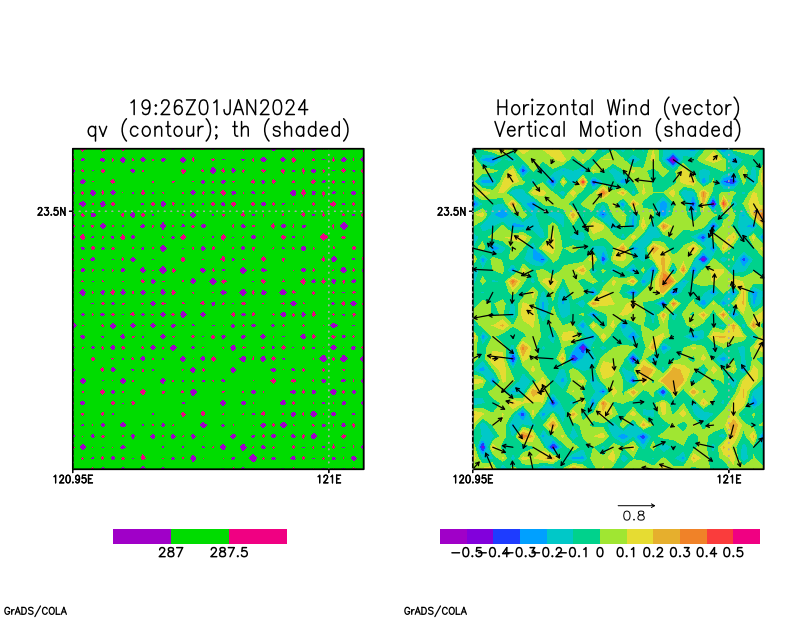 19:26Z01JAN2024
qv (contour); th (shaded)
23.5N
120.95E 121E
287 287.5
Horizontal Wind (vector)
Vertical Motion (shaded)
23.5N
120.95E 121E
0.8
-0.5 -0.4 -0.3 -0.2 -0.1 0 0.1 0.2 0.3 0.4 0.5
GrADS/COLA
GrADS/COLA